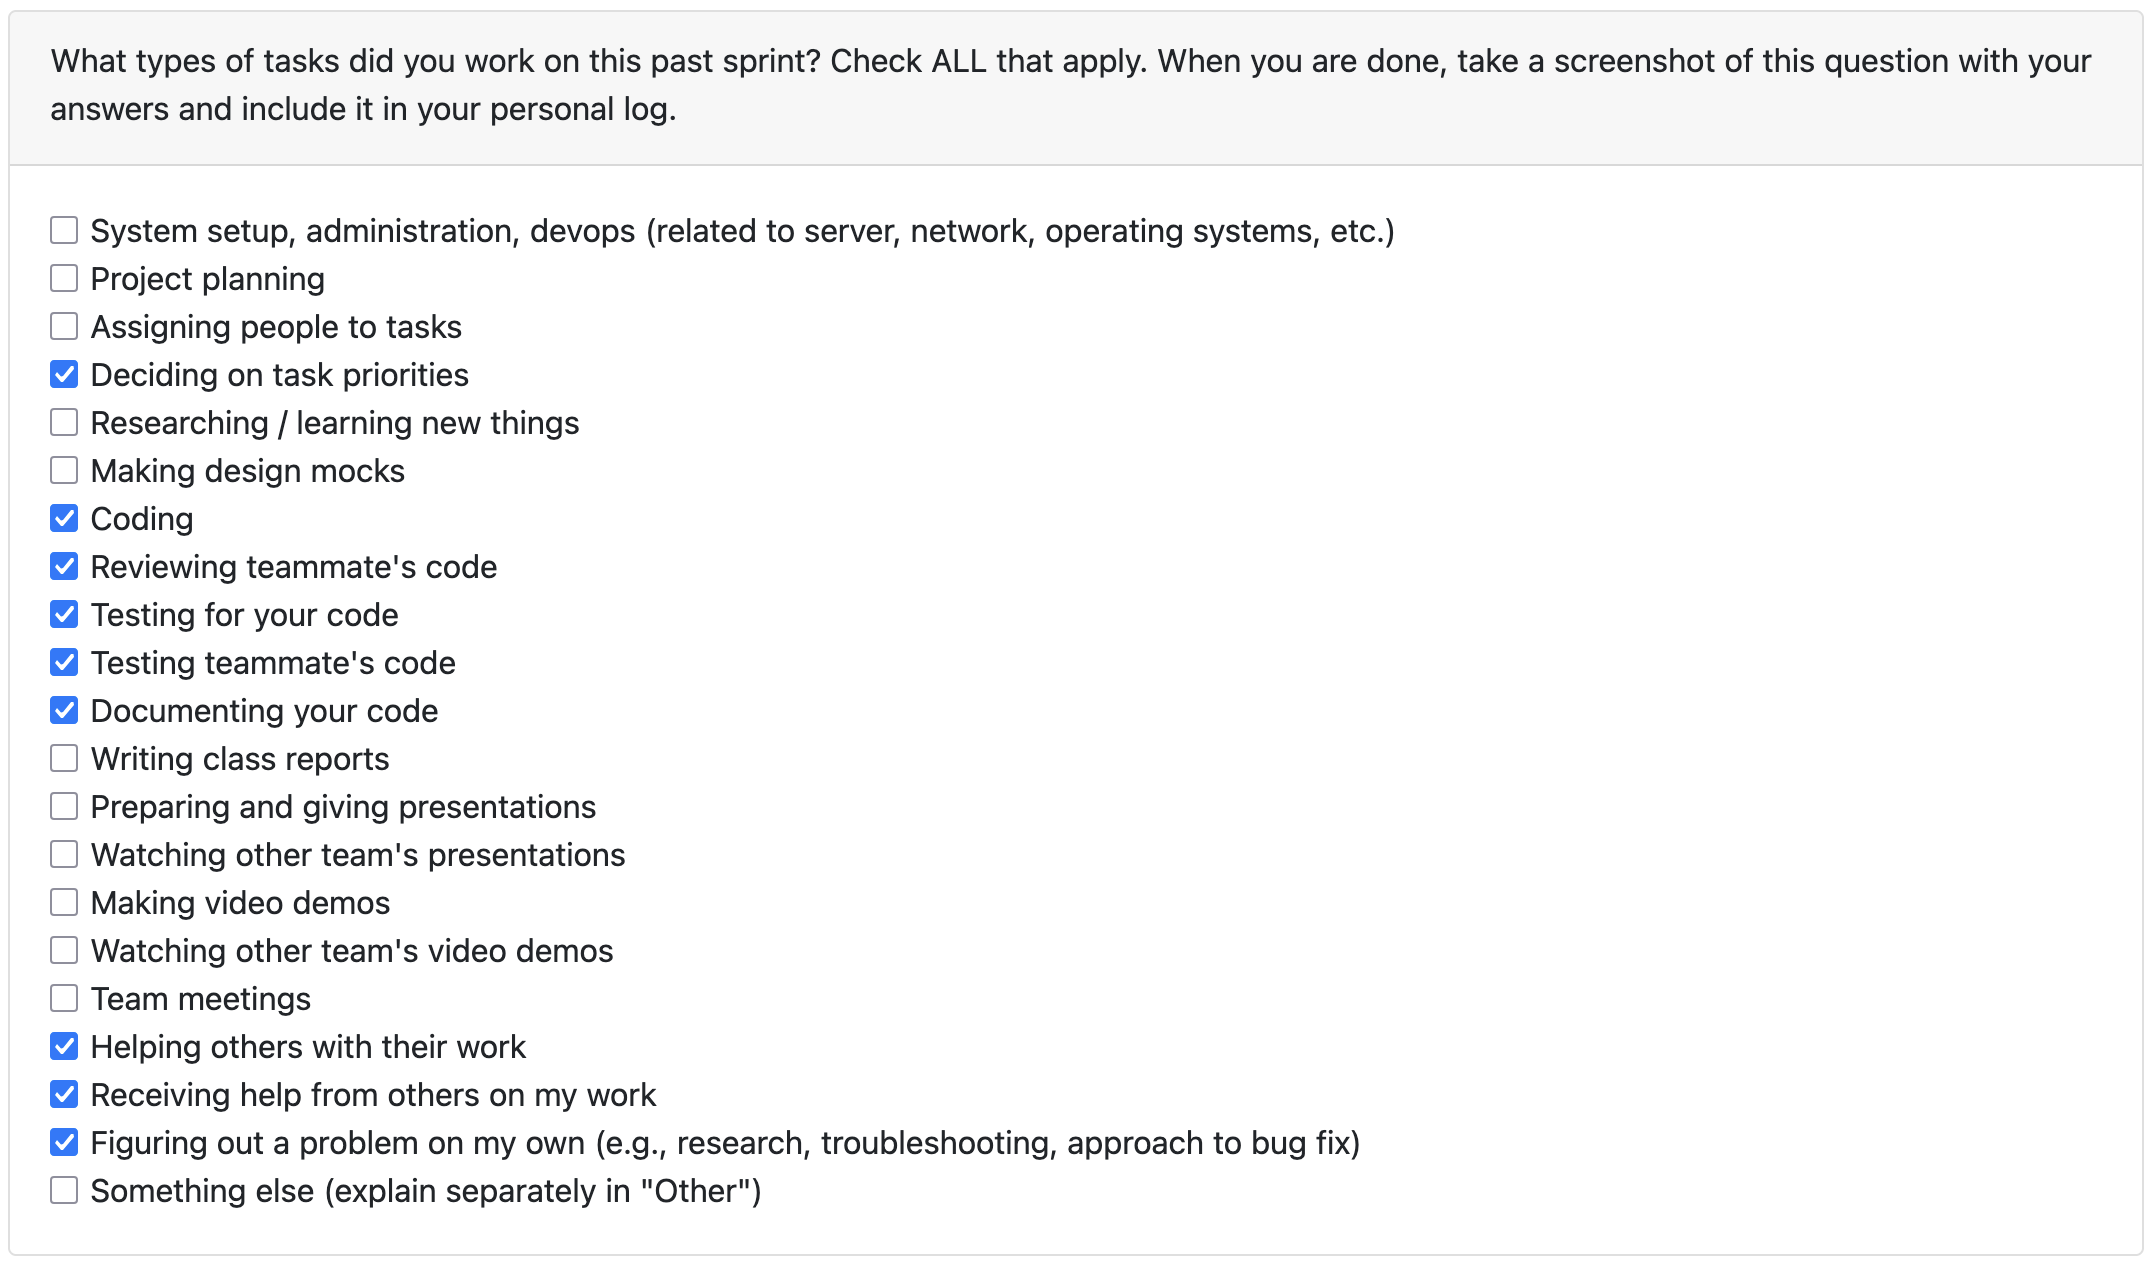 What types of tasks did you work on this past sprint? Check ALL that apply. When you are done, take a screenshot of this question with your
answers and include it in your personal log.
System setup, administration, devops (related to server, network, operating systems, etc.)
Project planning
Assigning people to tasks
Deciding on task priorities
Researching / learning new things
Making design mocks
Coding
Reviewing teammate's code
Testing for your code
Testing teammate's code
Documenting your code
Writing class reports
Preparing and giving presentations
Watching other team's presentations
Making video demos
Watching other team's video demos
Team meetings
Helping others with their work
Receiving help from others on my work
Figuring out a problem on my own (e.g., research, troubleshooting, approach to bug fix)
Something else (explain separately in "Other")